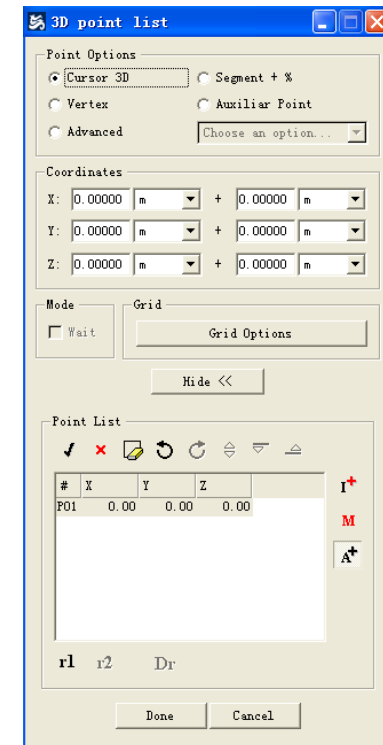 3D point list
Point Options
Cursor 3D Segment + %
Vertex Auxiliar Point
Advanced Choose an option...
Coordinates
X: 0.00000 m + 0.00000 m
Y: 0.00000 m + 0.00000 m
Z: 0.00000 m + 0.00000 m
Mode Grid
Wait Grid Options
Hide <<
Point List
# X Y Z
P01 0.00 0.00 0.00
I+
M
A+
r1 r2 Dr
Done Cancel